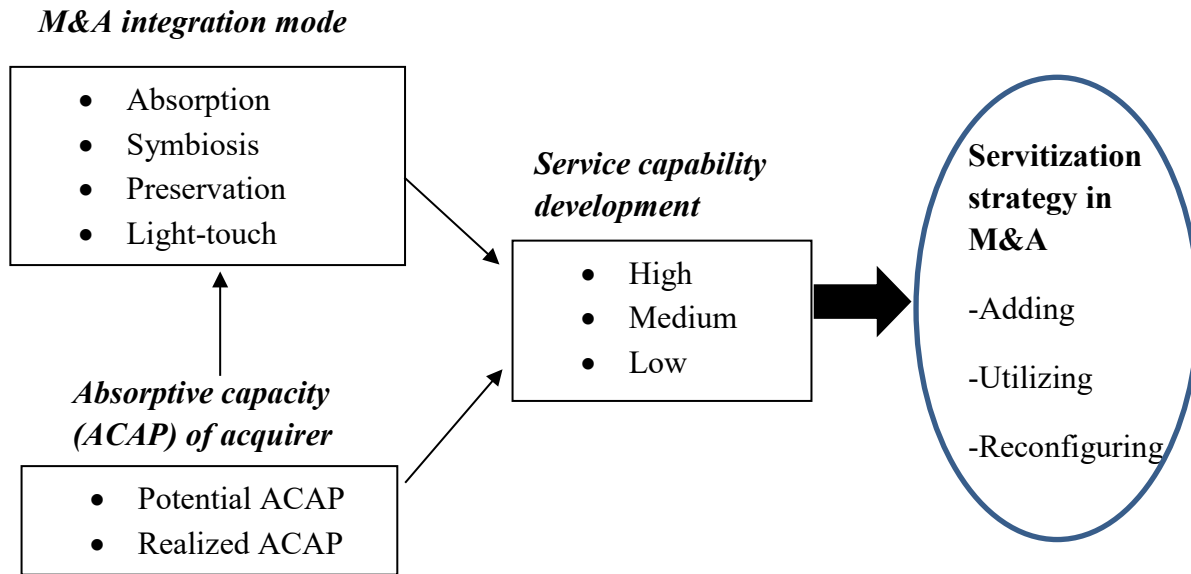 M&A integration mode
• Absorption
• Symbiosis
• Preservation
• Light-touch
Absorptive capacity
(ACAP) of acquirer
• Potential ACAP
• Realized ACAP
Service capability
development
• High
• Medium
• Low
Servitization
strategy in
M&A
-Adding
-Utilizing
-Reconfiguring